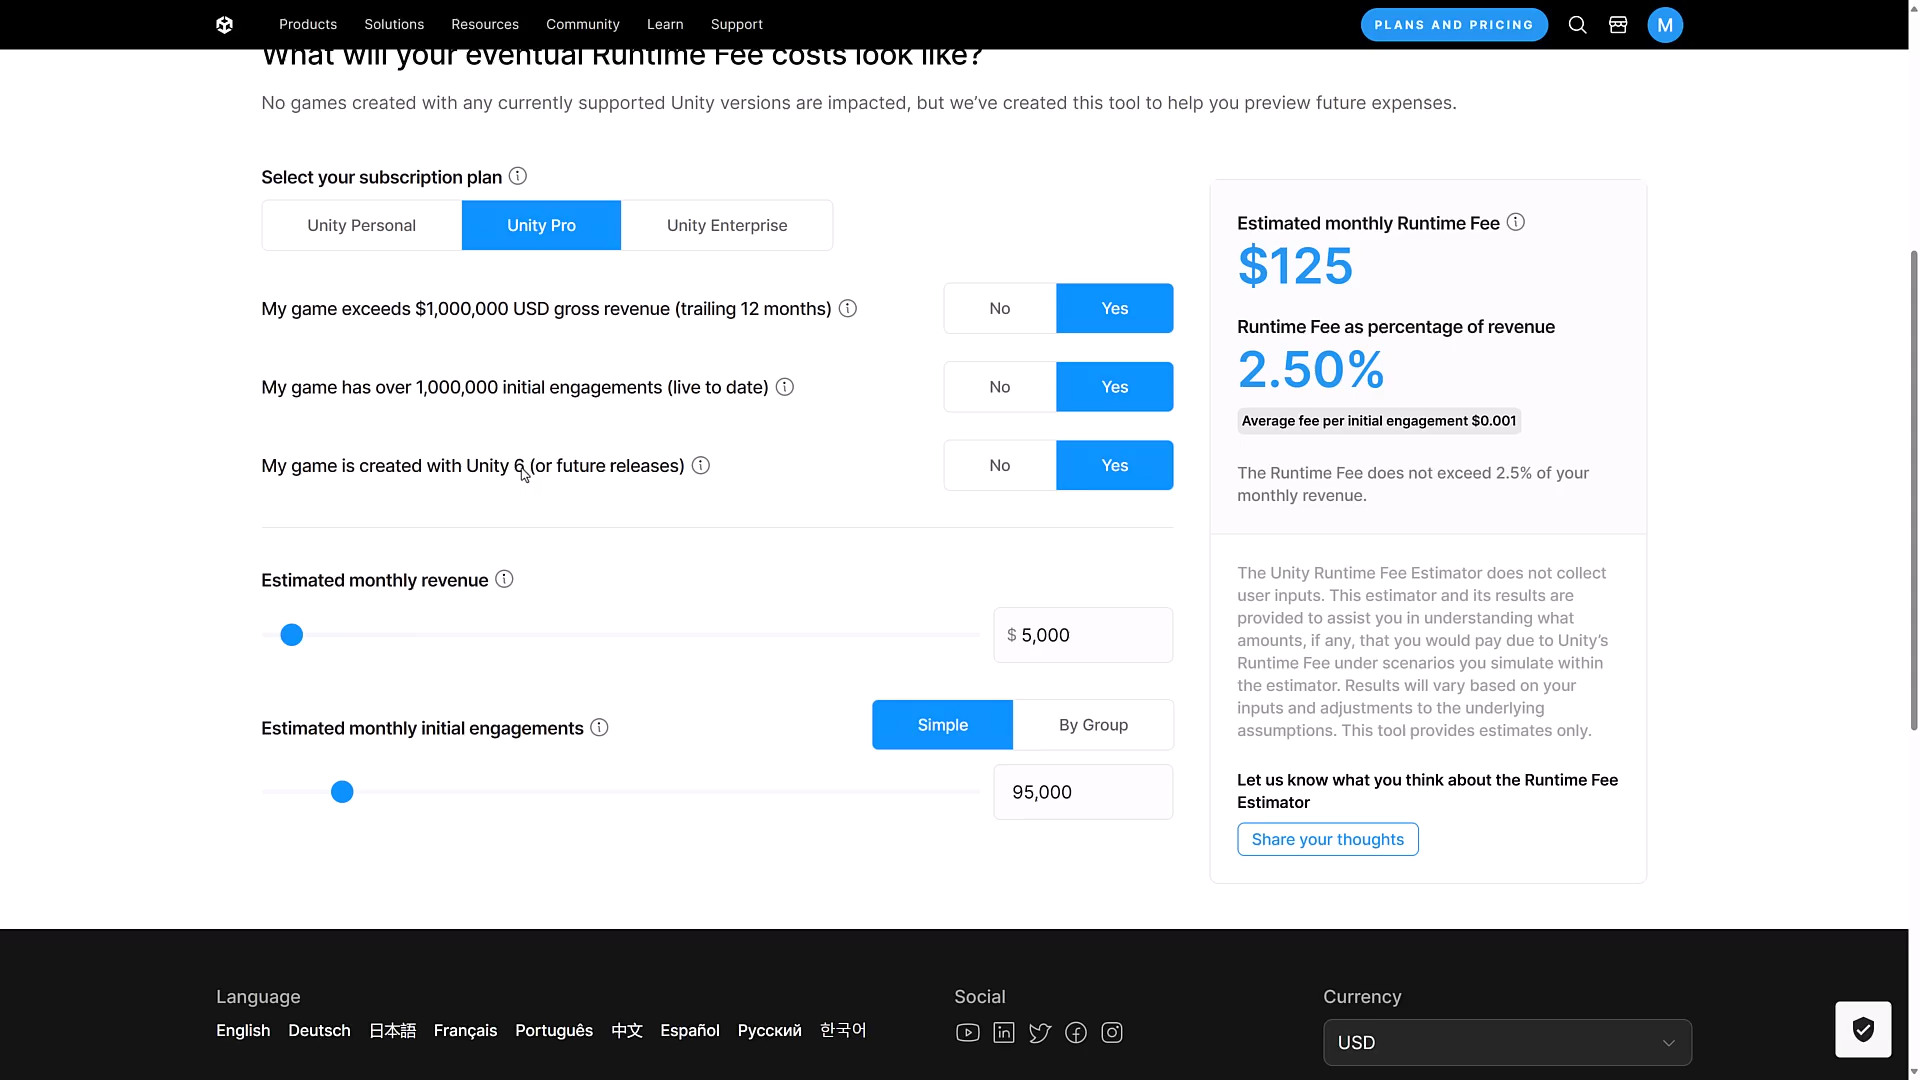 Products Solutions Resources Community Learn Support PLANS AND PRICING M
What will your eventual Runtime Fee costs look like?
No games created with any currently supported Unity versions are impacted, but we’ve created this tool to help you preview future expenses.
Select your subscription plan
Unity Personal Unity Pro Unity Enterprise
My game exceeds $1,000,000 USD gross revenue (trailing 12 months) No Yes
My game has over 1,000,000 initial engagements (live to date) No Yes
My game is created with Unity 6 (or future releases) No Yes
Estimated monthly revenue
$ 5,000
Estimated monthly initial engagements Simple By Group
95,000
Estimated monthly Runtime Fee
$125
Runtime Fee as percentage of revenue
2.50%
Average fee per initial engagement $0.001
The Runtime Fee does not exceed 2.5% of your
monthly revenue.
The Unity Runtime Fee Estimator does not collect
user inputs. This estimator and its results are
provided to assist you in understanding what
amounts, if any, that you would pay due to Unity’s
Runtime Fee under scenarios you simulate within
the estimator. Results will vary based on your
inputs and adjustments to the underlying
assumptions. This tool provides estimates only.
Let us know what you think about the Runtime Fee
Estimator
Share your thoughts
Language
English Deutsch 日本語 Français Português 中文 Español Русский 한국어
Social
Currency
USD